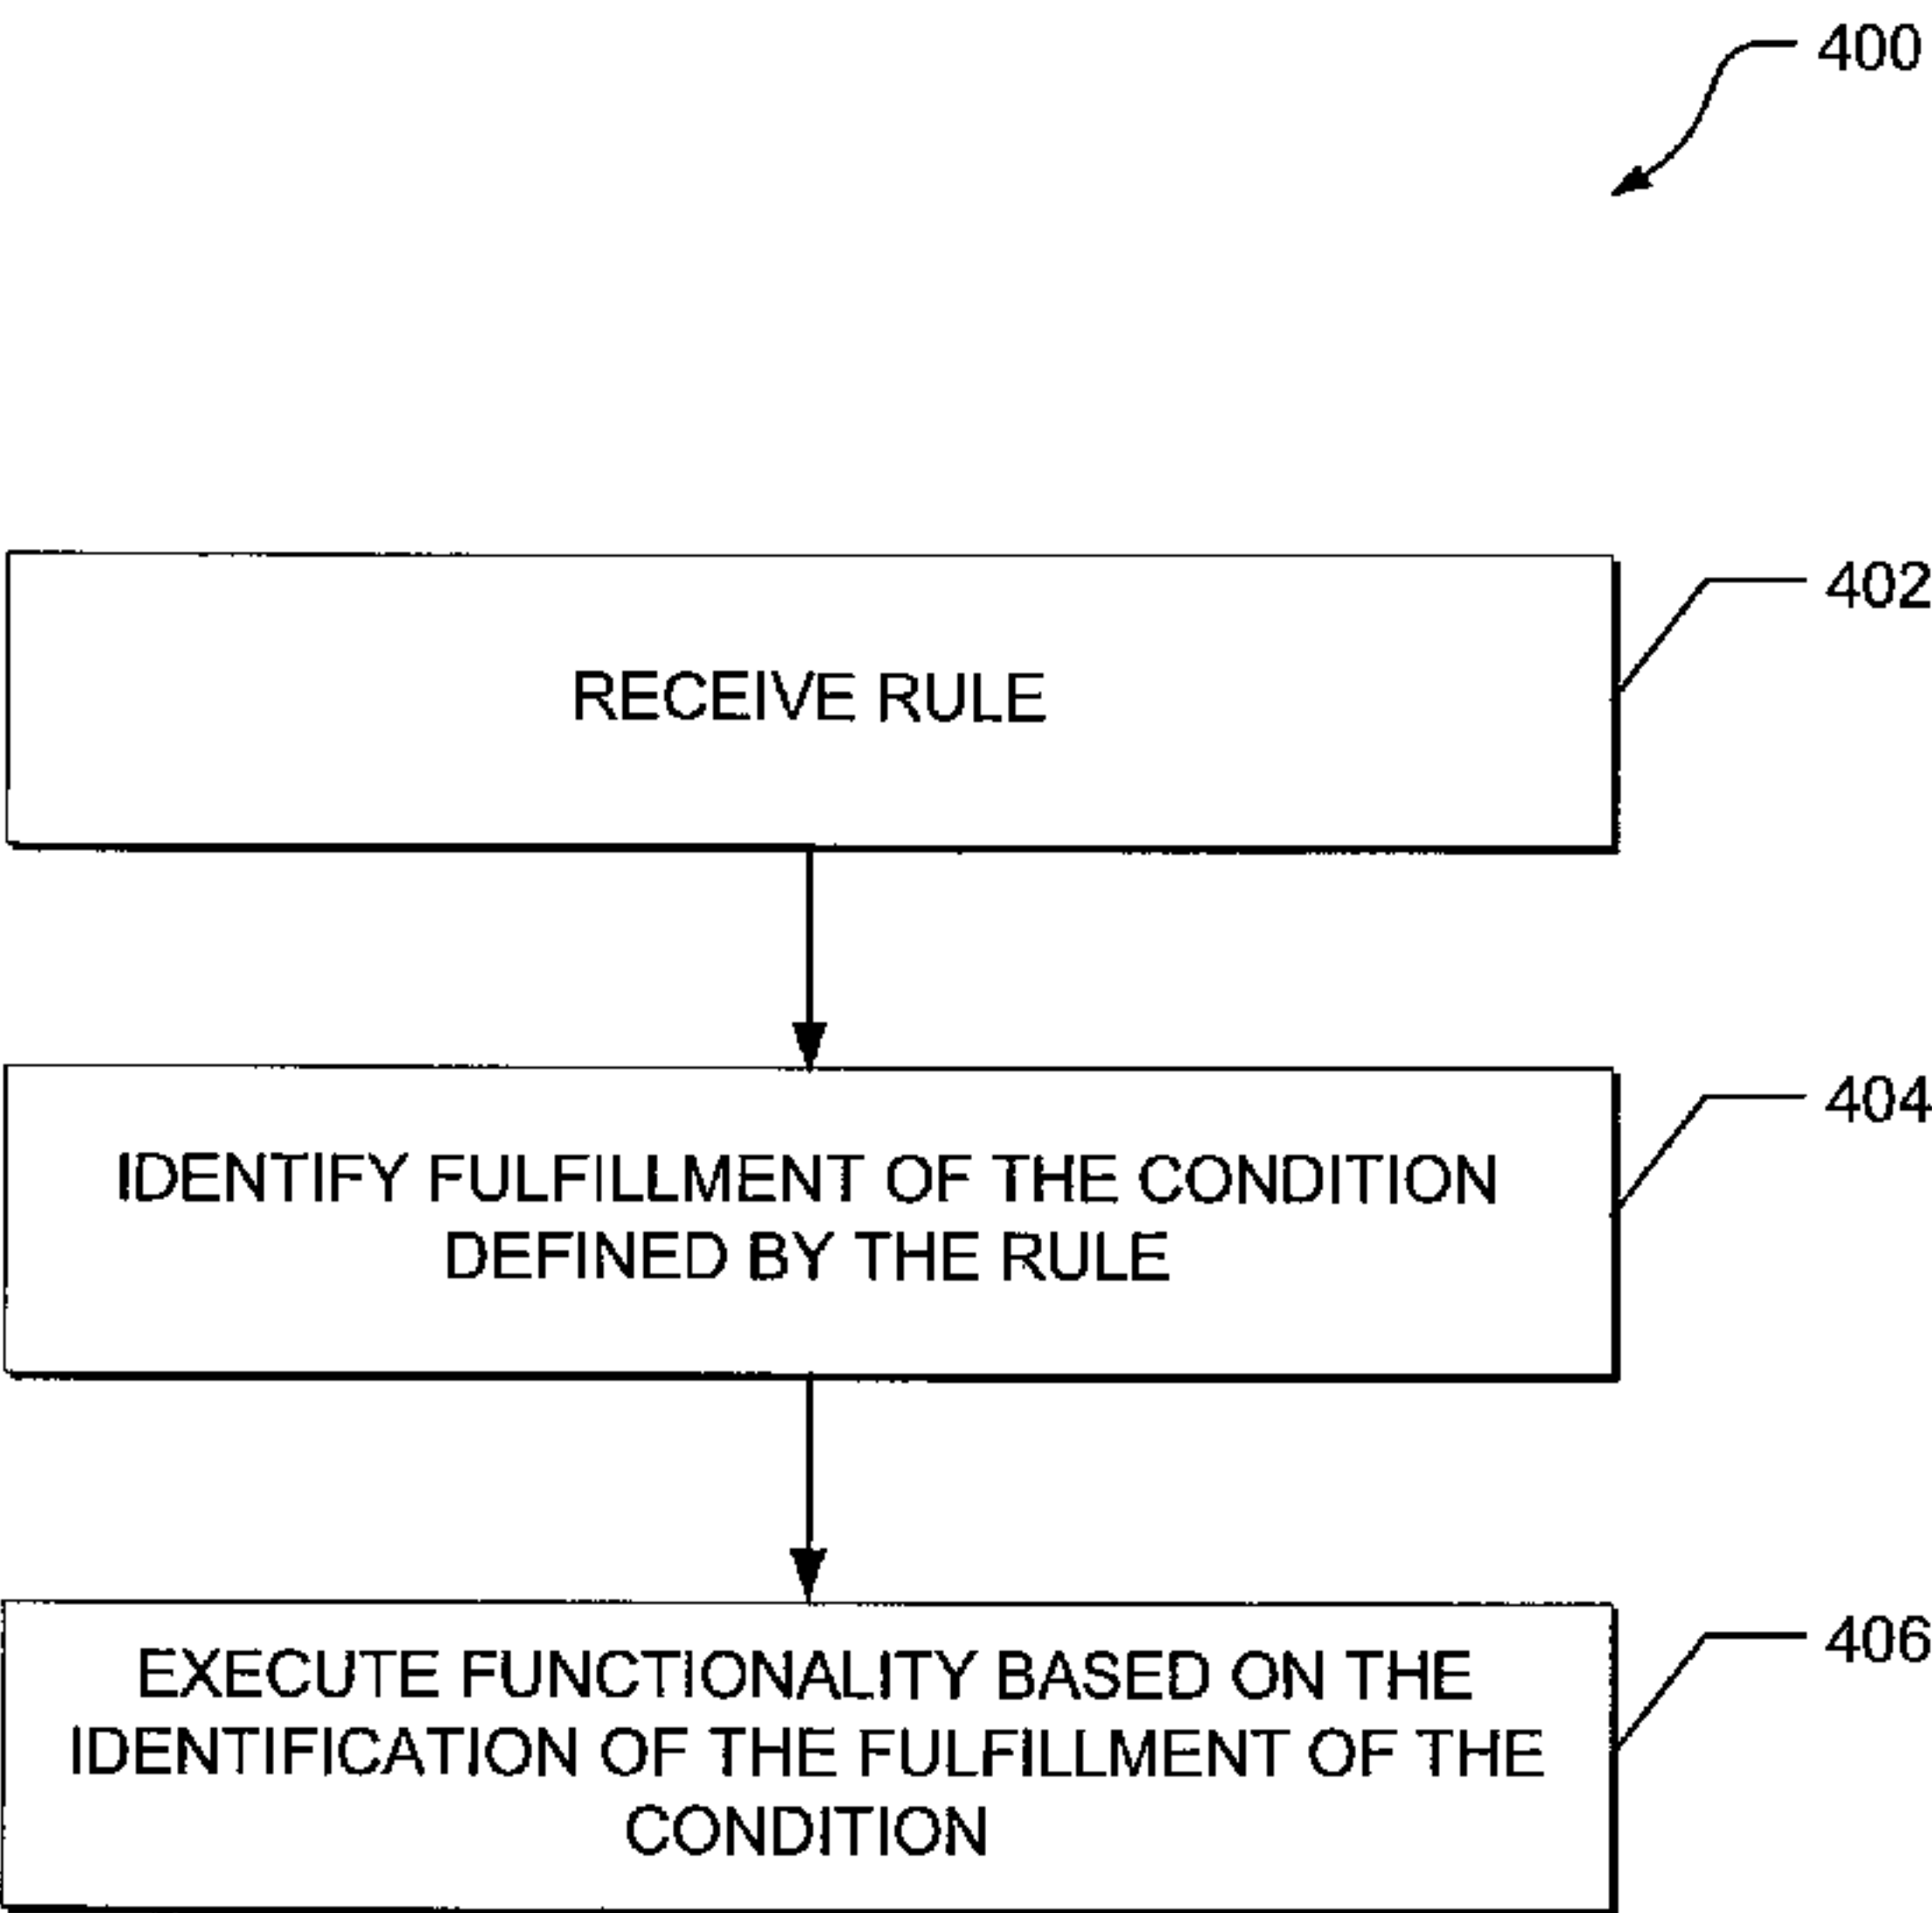 400
402
RECEIVE RULE
404
IDENTIFY FULFILLMENT OF THE CONDITION
DEFINED BY THE RULE
406
EXECUTE FUNCTIONALITY BASED ON THE
IDENTIFICATION OF THE FULFILLMENT OF THE
CONDITION